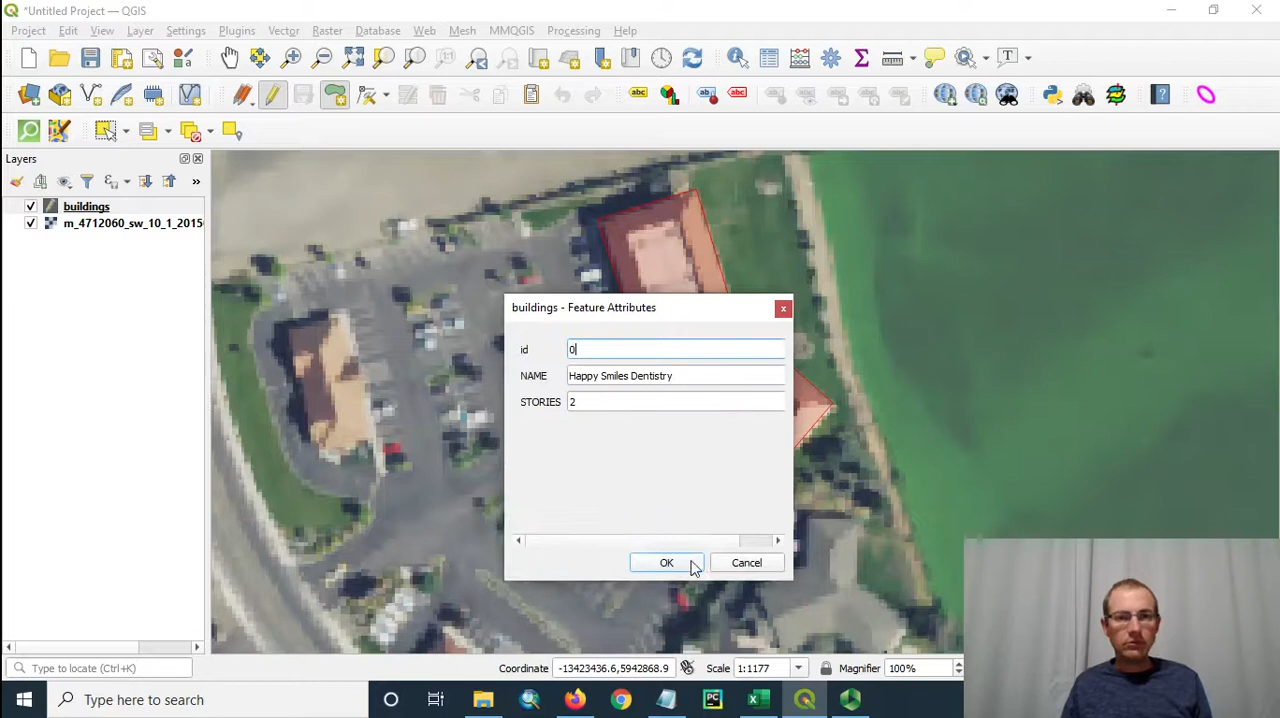 *Untitled Project — QGIS
Project Edit View Layer Settings Plugins Vector Raster Database Web Mesh MMQGIS Processing Help
Layers
buildings
m_4712060_sw_10_1_2015
buildings - Feature Attributes
id 0
NAME Happy Smiles Dentistry
STORIES 2
OK Cancel
Type to locate (Ctrl+K) Coordinate -13423436.6,5942868.9 Scale 1:1177 Magnifier 100%
Type here to search